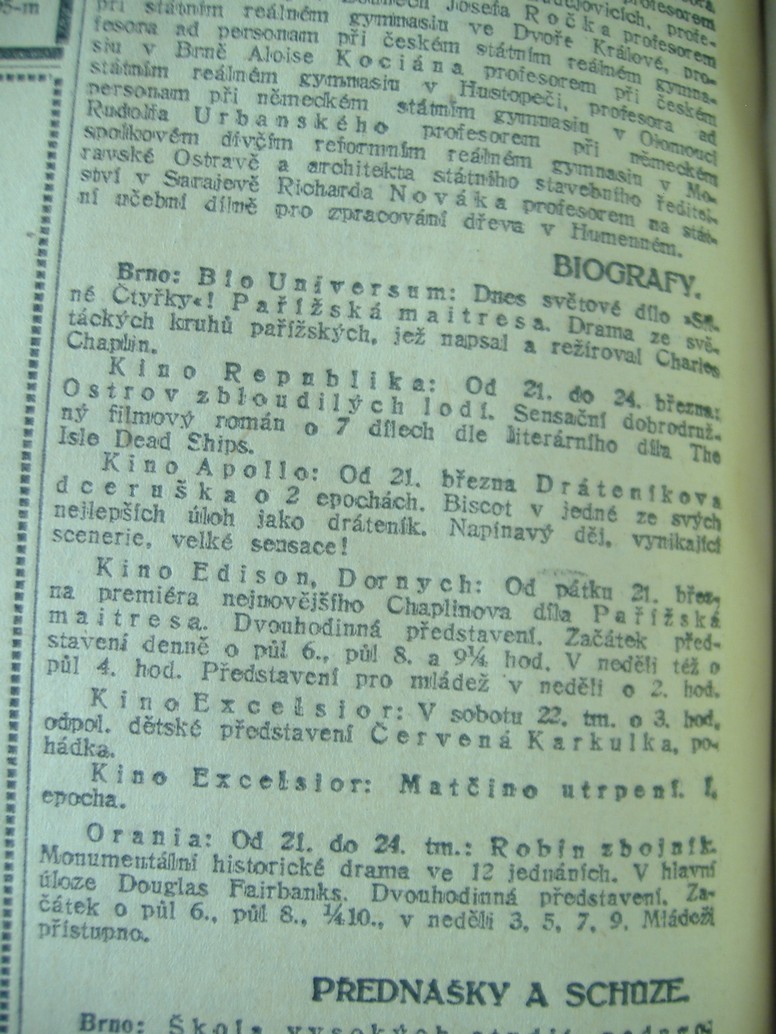 5-m
Josefa Ročka profesorem
při státním reálném gymnasiu ve Dvoře Králové, pro-
fesora ad personam při českém státním reálném gymna-
siu v Brně Aloise Kociána profesorem při českém
státním reálném gymnasiu v Hustopeči, profesora ad
personam při německém státním gymnasiu v Olomouci
Rudolfa Urbanského profesorem při německém
spolkovém dívčím reformním reálném gymnasiu v Mo-
ravské Ostravě a architekta státního stavebního ředitel-
ství v Sarajevě Richarda Nováka profesorem na stát-
ní učební dílně pro zpracování dřeva v Humenném.
BIOGRAFY.
Brno: Bio Universum: Dnes světové dílo »Sil-
né Čtyřky«! Pařížská maitresa. Drama ze svě-
táckých kruhů pařížských, jež napsal a režíroval Charles
Chaplin.
Kino Republika: Od 21. do 24. března:
Ostrov zbloudilých lodí. Sensační dobrodruž-
ný filmový román o 7 dílech dle literárního díla The
Isle Dead Ships.
Kino Apollo: Od 21. března Dráteníkova
dceruška o 2 epochách. Biscot v jedné ze svých
nejlepších úloh jako dráteník. Napínavý děj, vynikající
scenerie, velké sensace!
Kino Edison, Dornych: Od pátku 21. břez-
na premiéra nejnovějšího Chaplinova díla Pařížská
maitresa. Dvouhodinná představení. Začátek před-
stavení denně o půl 6., půl 8. a 9¼ hod. V neděli též o
půl 4. hod. Představení pro mládež v neděli o 2. hod.
Kino Excelsior: V sobotu 22. tm. o 3. hod.
odpol. dětské představení Červená Karkulka, po-
hádka.
Kino Excelsior: Matčino utrpení. I.
epocha.
Orania: Od 21. do 24. tm.: Robin zbojník.
Monumentální historické drama ve 12 jednáních. V hlavní
úloze Douglas Fairbanks. Dvouhodinná představení. Za-
čátek o půl 6., půl 8., ¼10., v neděli 3, 5, 7, 9. Mládeži
přístupno.
PŘEDNÁŠKY A SCHŮZE.
Brno: Škola vysokých studií